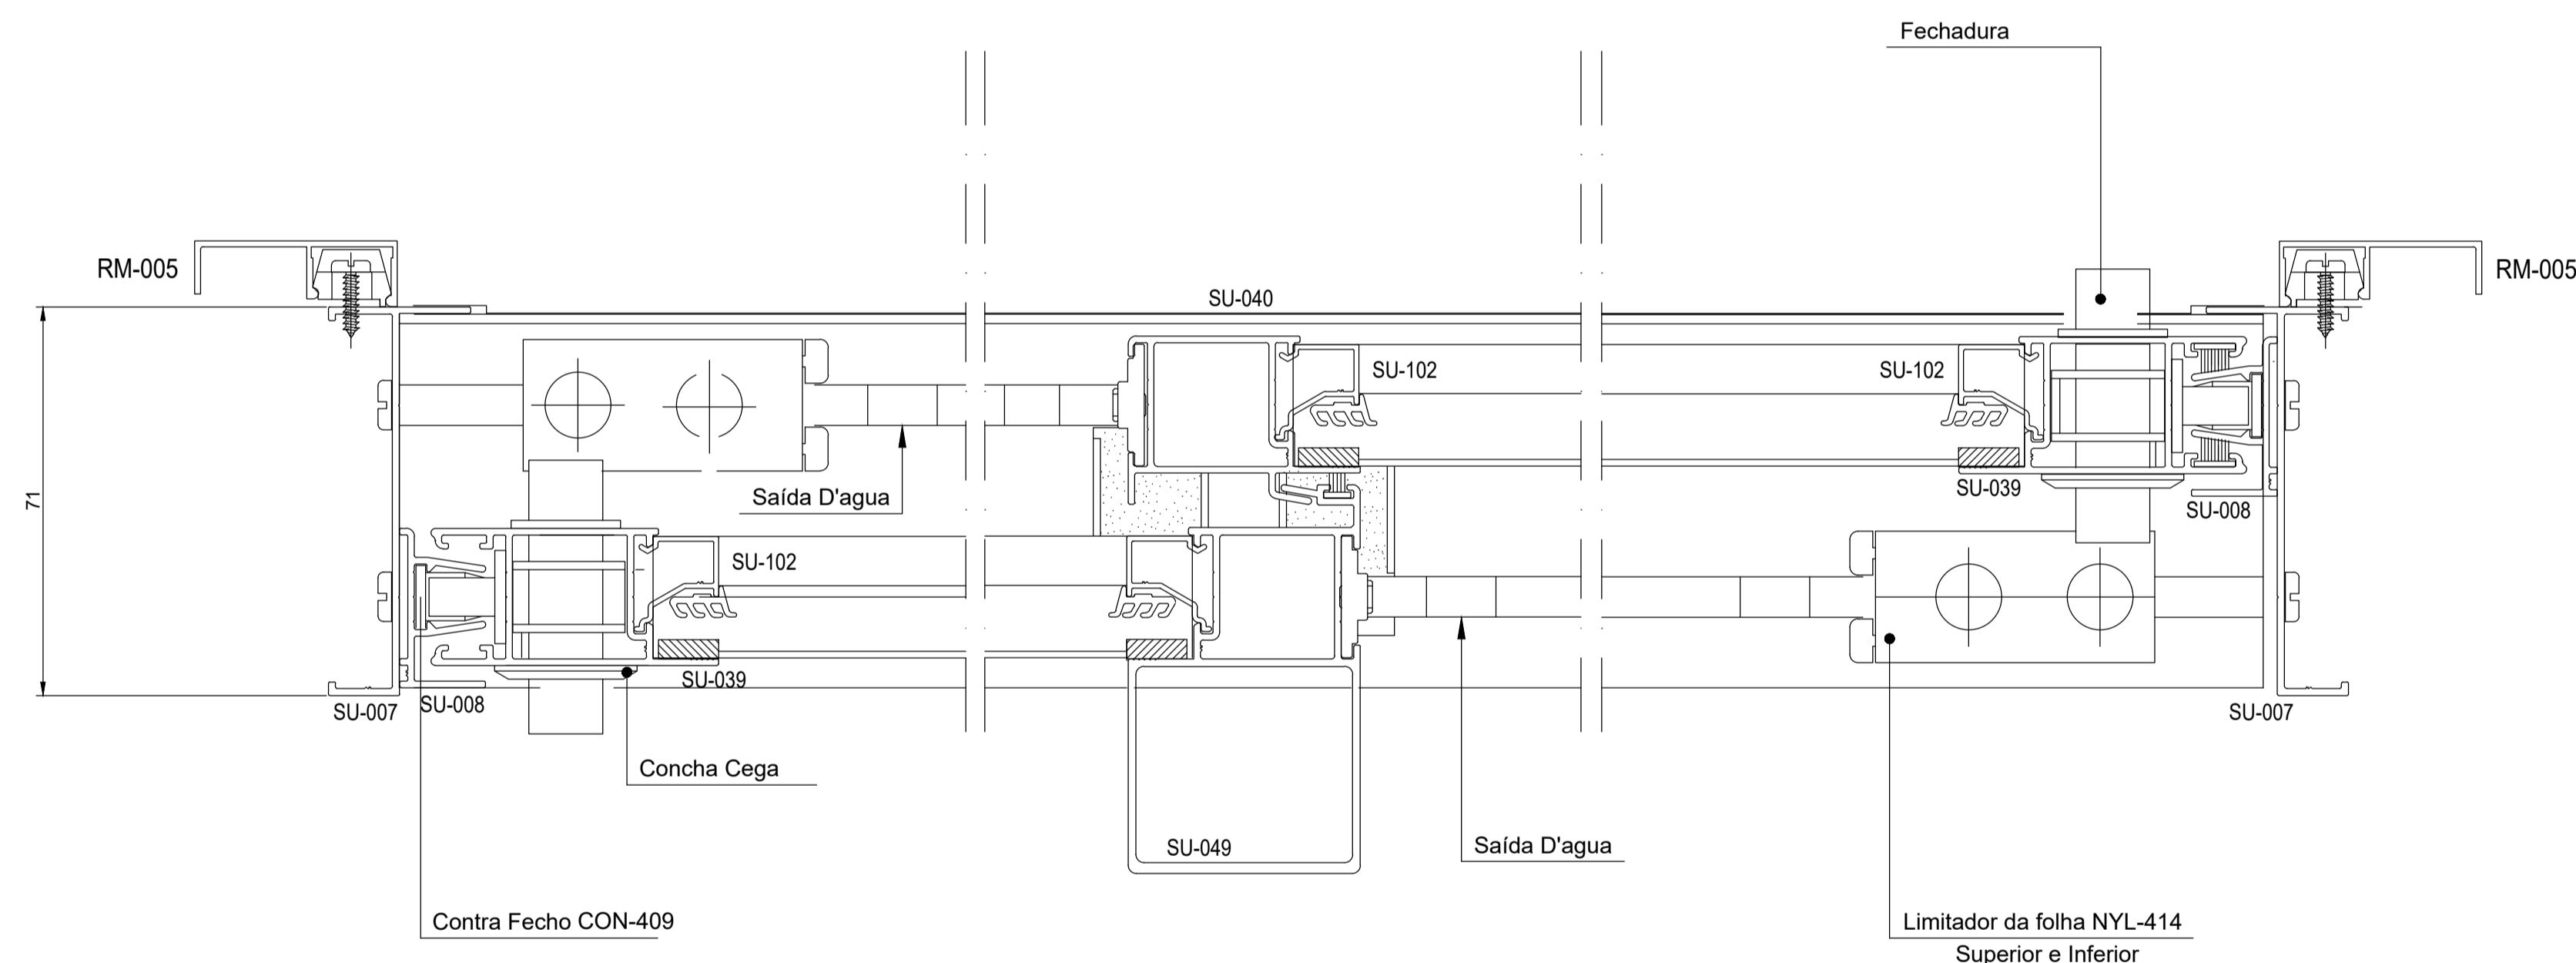 Fechadura
RM-005
RM-005
SU-040
SU-102
SU-102
71
Saída D'agua
SU-039
SU-008
SU-102
SU-039
SU-007
SU-008
SU-007
Concha Cega
SU-049
Saída D'agua
Contra Fecho CON-409
Limitador da folha NYL-414
Superior e Inferior